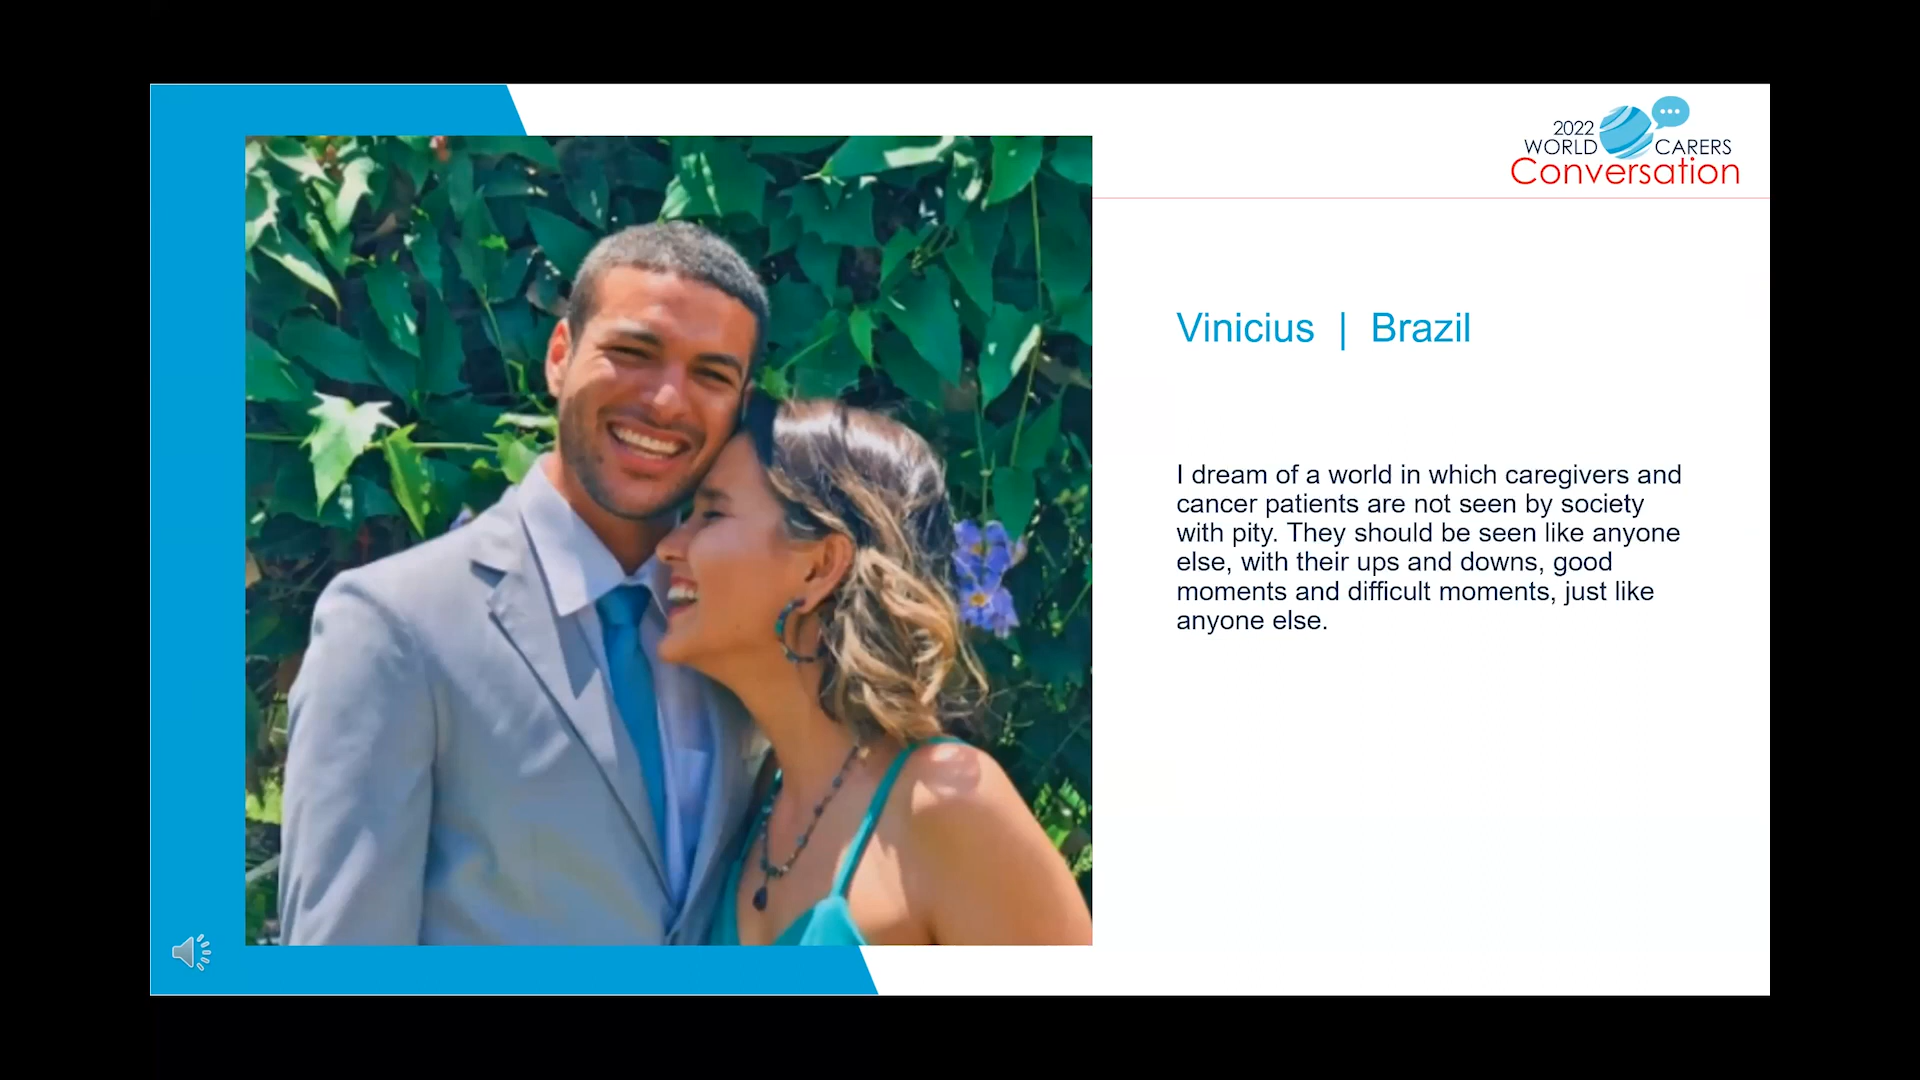 2022
WORLD CARERS
Conversation
Vinicius | Brazil
I dream of a world in which caregivers and
cancer patients are not seen by society
with pity. They should be seen like anyone
else, with their ups and downs, good
moments and difficult moments, just like
anyone else.